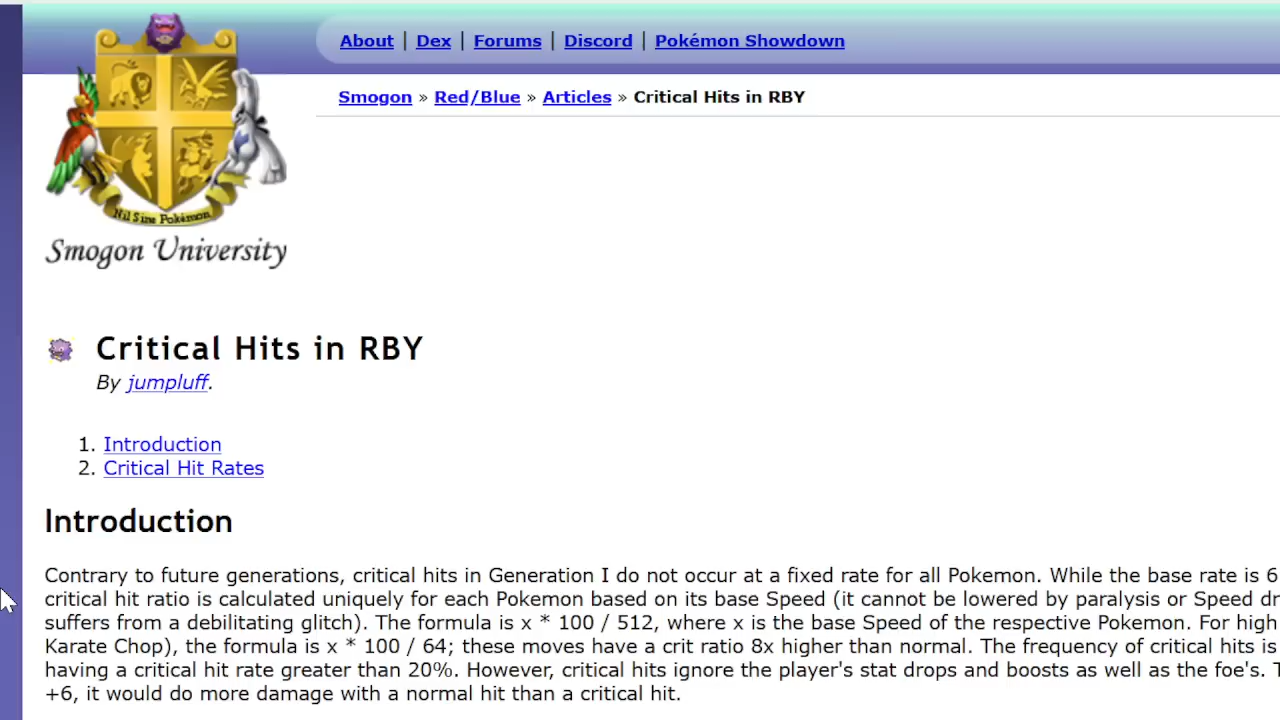 About | Dex | Forums | Discord | Pokémon Showdown
Smogon » Red/Blue » Articles » Critical Hits in RBY
Nil Sine Pokémon
Smogon University
Critical Hits in RBY
By jumpluff.
1. Introduction
2. Critical Hit Rates
Introduction
Contrary to future generations, critical hits in Generation I do not occur at a fixed rate for all Pokemon. While the base rate is 6
critical hit ratio is calculated uniquely for each Pokemon based on its base Speed (it cannot be lowered by paralysis or Speed dr
suffers from a debilitating glitch). The formula is x * 100 / 512, where x is the base Speed of the respective Pokemon. For high
Karate Chop), the formula is x * 100 / 64; these moves have a crit ratio 8x higher than normal. The frequency of critical hits is
having a critical hit rate greater than 20%. However, critical hits ignore the player's stat drops and boosts as well as the foe's. T
+6, it would do more damage with a normal hit than a critical hit.